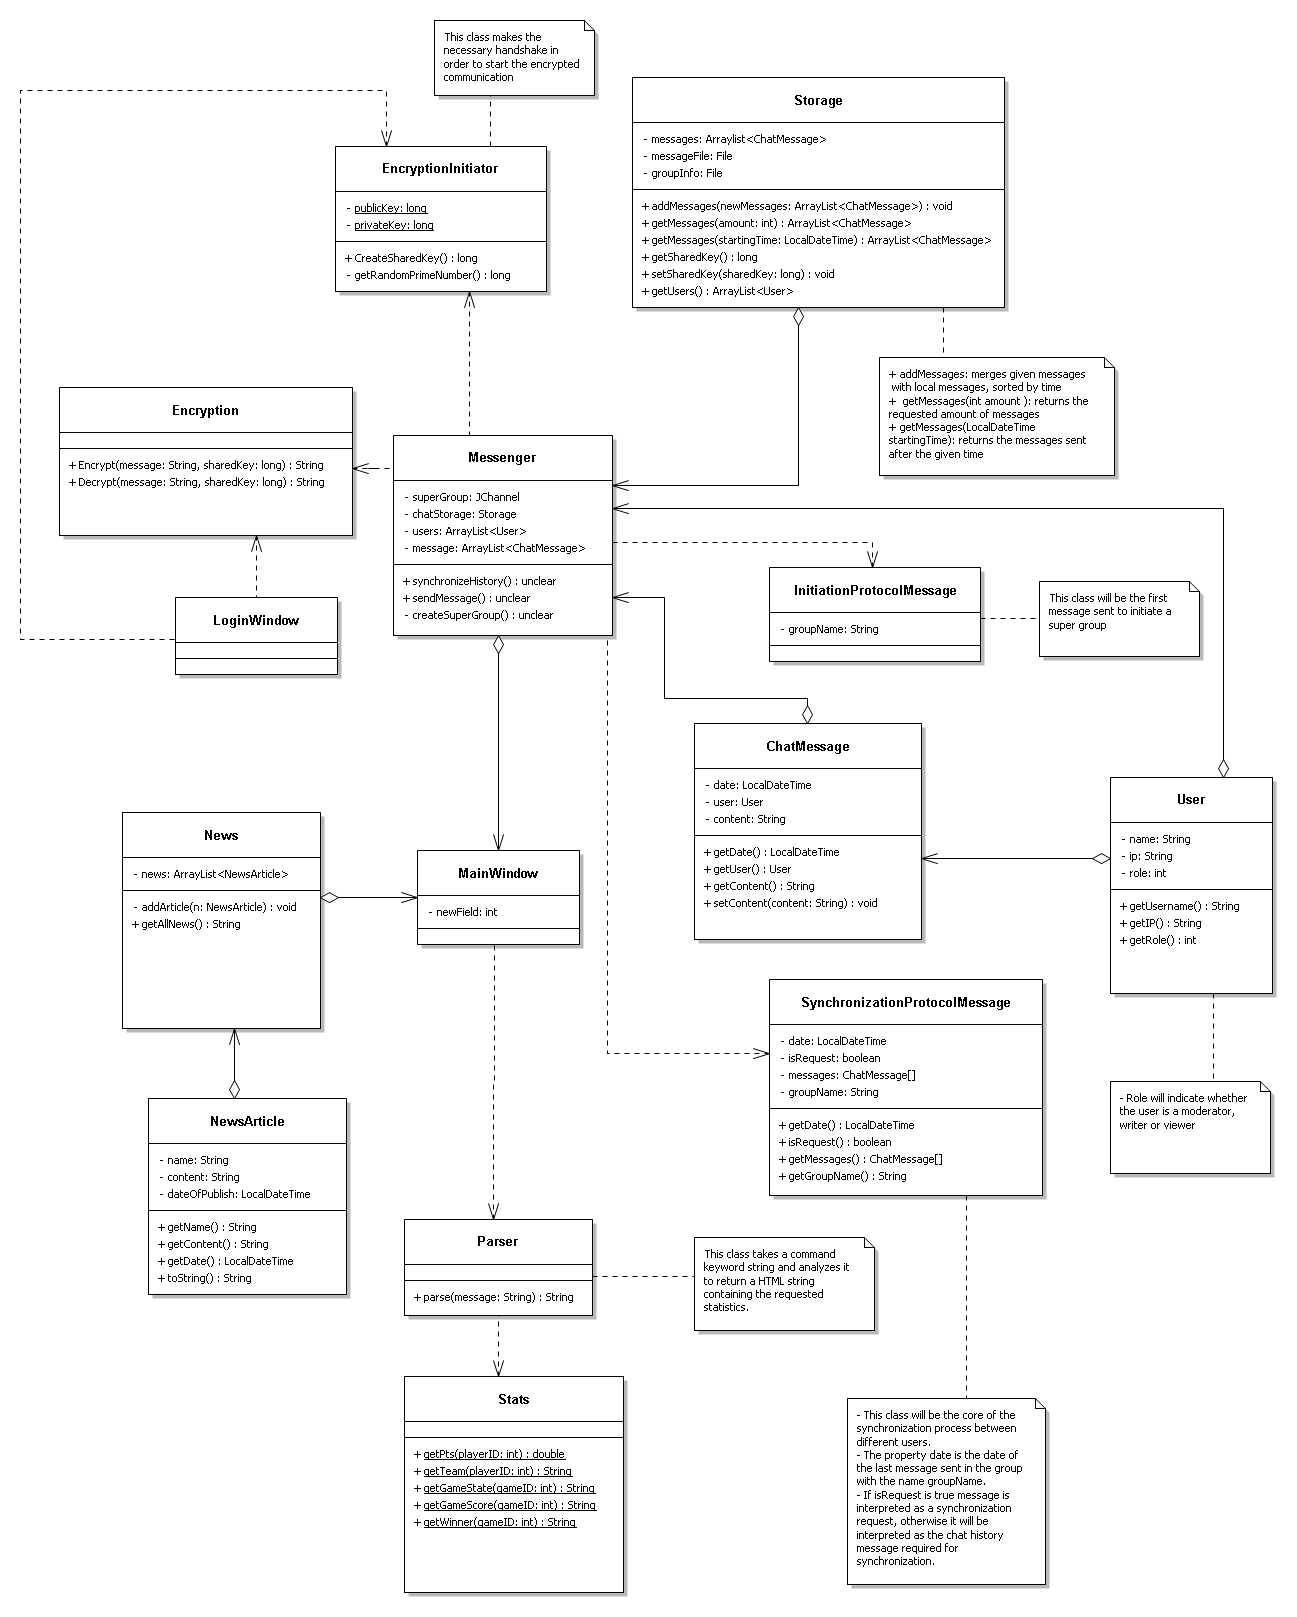 This class makes the
necessary handshake in
order to start the encrypted
communication
Storage
- messages: Arraylist<ChatMessage>
- messageFile: File
- groupInfo: File
+ addMessages(newMessages: ArrayList<ChatMessage>) : void
+ getMessages(amount: int) : ArrayList<ChatMessage>
+ getMessages(startingTime: LocalDateTime) : ArrayList<ChatMessage>
+ getSharedKey() : long
+ setSharedKey(sharedKey: long) : void
+ getUsers() : ArrayList<User>
EncryptionInitiator
- publicKey: long
- privateKey: long
+ CreateSharedKey() : long
- getRandomPrimeNumber() : long
+ addMessages: merges given messages
with local messages, sorted by time
+ getMessages(int amount ): returns the
requested amount of messages
+ getMessages(LocalDateTime
startingTime): returns the messages sent
after the given time
Encryption
+ Encrypt(message: String, sharedKey: long) : String
+ Decrypt(message: String, sharedKey: long) : String
Messenger
- superGroup: JChannel
- chatStorage: Storage
- users: ArrayList<User>
- message: ArrayList<ChatMessage>
+ synchronizeHistory() : unclear
+ sendMessage() : unclear
- createSuperGroup() : unclear
LoginWindow
InitiationProtocolMessage
- groupName: String
This class will be the first
message sent to initiate a
super group
ChatMessage
- date: LocalDateTime
- user: User
- content: String
+ getDate() : LocalDateTime
+ getUser() : User
+ getContent() : String
+ setContent(content: String) : void
User
- name: String
- ip: String
- role: int
+ getUsername() : String
+ getIP() : String
+ getRole() : int
News
- news: ArrayList<NewsArticle>
- addArticle(n: NewsArticle) : void
+ getAllNews() : String
MainWindow
- newField: int
SynchronizationProtocolMessage
- date: LocalDateTime
- isRequest: boolean
- messages: ChatMessage[]
- groupName: String
+ getDate() : LocalDateTime
+ isRequest() : boolean
+ getMessages() : ChatMessage[]
+ getGroupName() : String
- Role will indicate whether
the user is a moderator,
writer or viewer
NewsArticle
- name: String
- content: String
- dateOfPublish: LocalDateTime
+ getName() : String
+ getContent() : String
+ getDate() : LocalDateTime
+ toString() : String
Parser
+ parse(message: String) : String
This class takes a command
keyword string and analyzes it
to return a HTML string
containing the requested
statistics.
Stats
+ getPts(playerID: int) : double
+ getTeam(playerID: int) : String
+ getGameState(gameID: int) : String
+ getGameScore(gameID: int) : String
+ getWinner(gameID: int) : String
- This class will be the core of the
synchronization process between
different users.
- The property date is the date of
the last message sent in the group
with the name groupName.
- If isRequest is true message is
interpreted as a synchronization
request, otherwise it will be
interpreted as the chat history
message required for
synchronization.